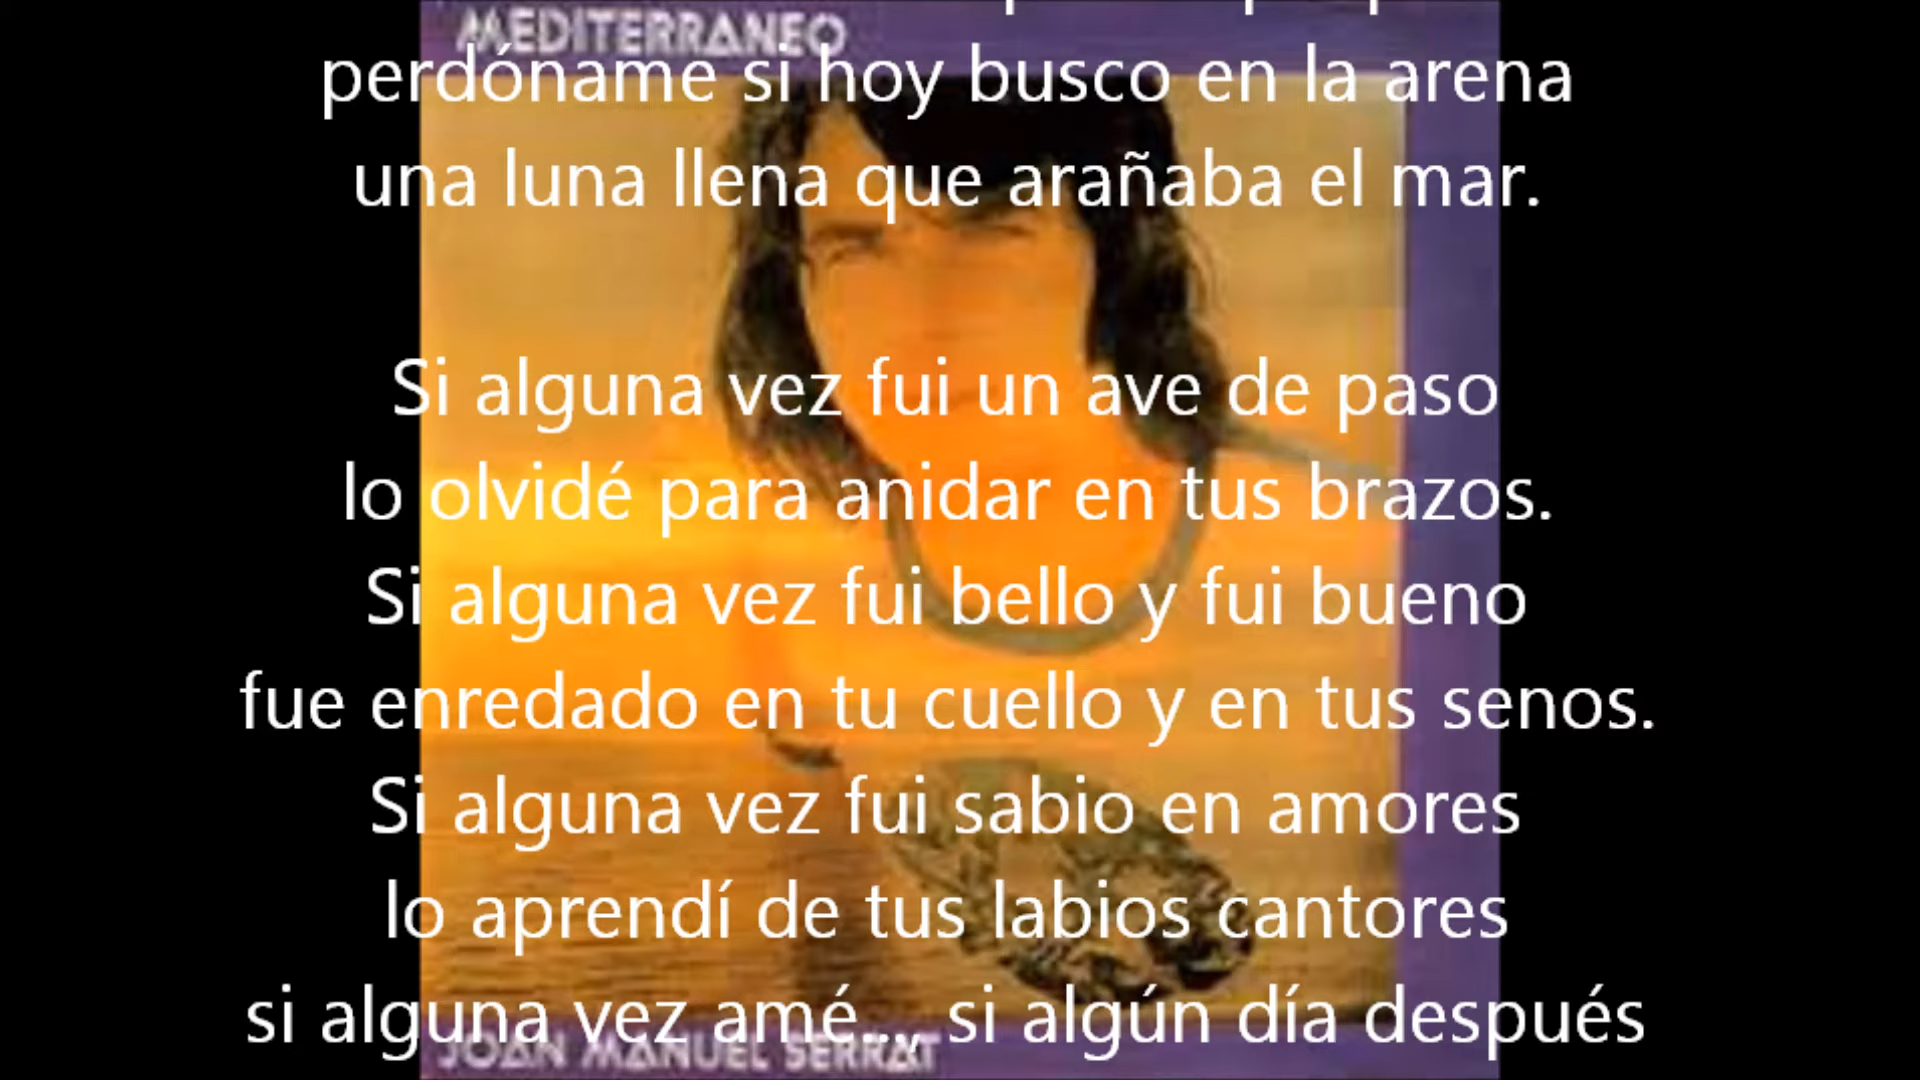 MEDITERRANEO
perdóname si hoy busco en la arena
una luna llena que arañaba el mar.
Si alguna vez fui un ave de paso
lo olvidé para anidar en tus brazos.
Si alguna vez fui bello y fui bueno
fue enredado en tu cuello y en tus senos.
Si alguna vez fui sabio en amores
lo aprendí de tus labios cantores
si alguna vez amé..., si algún día después
JOAN MANUEL SERRAT